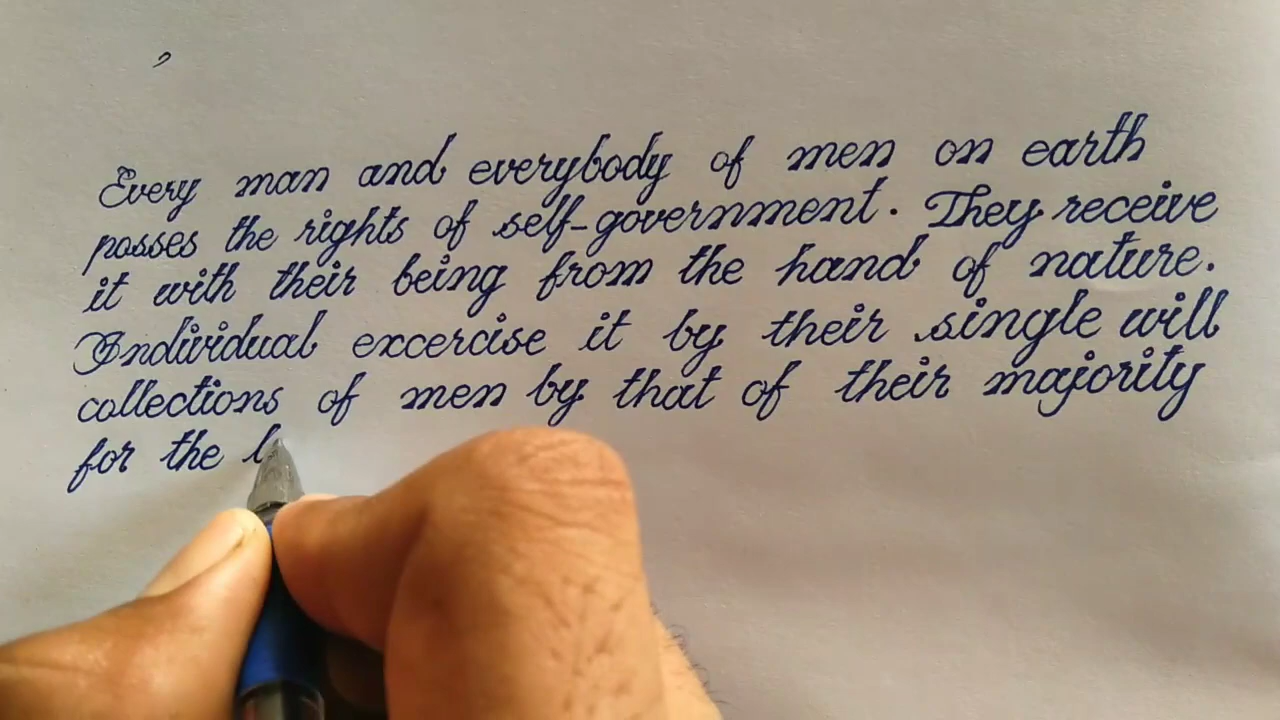 Every man and everybody of men on earth
posses the rights of self-government. They receive
it with their being from the hand of nature.
Individual excercise it by their single will
collections of men by that of their majority
for the l